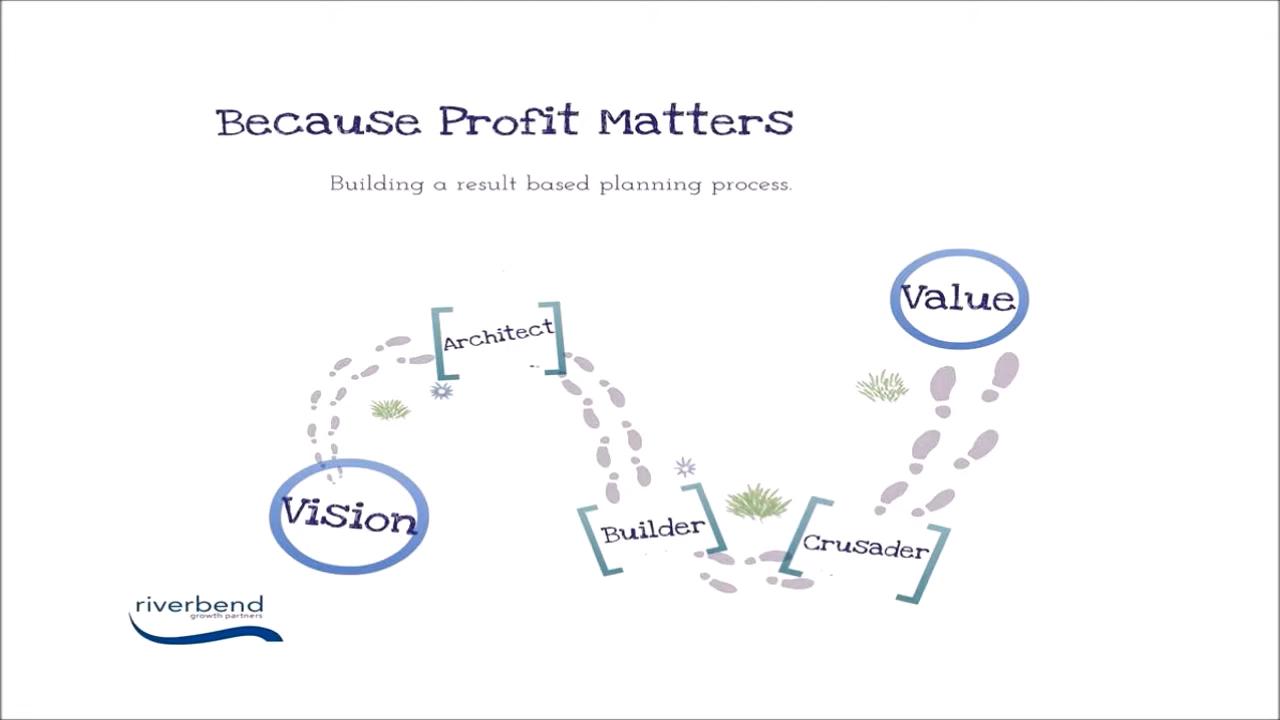 Because Profit Matters
Building a result based planning process.
Value
Architect
Vision
Builder
Crusader
riverbend
growth partners